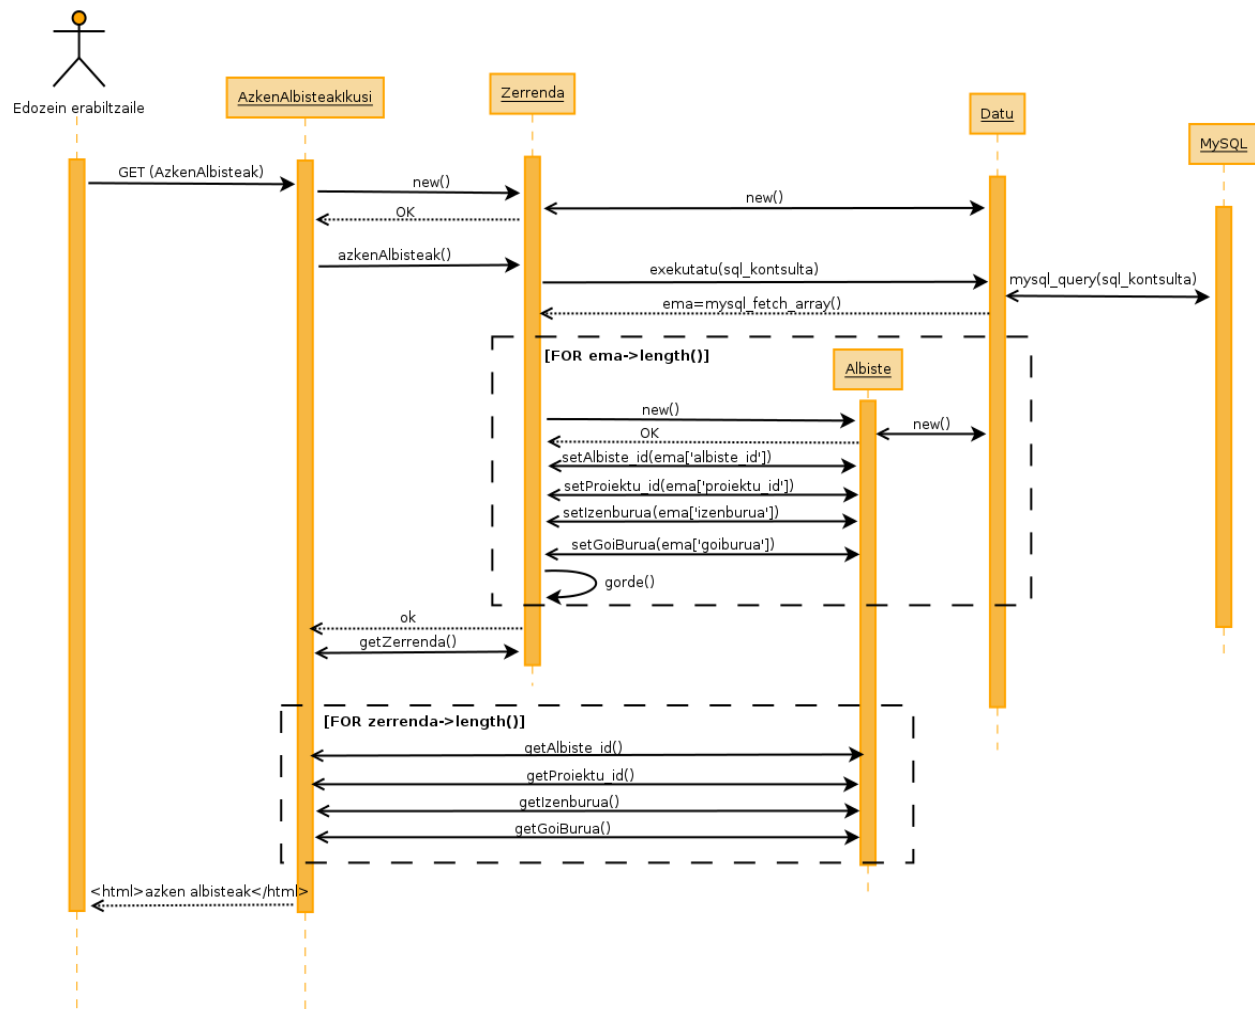 Edozein erabiltzaile
AzkenAlbisteakIkusi
Zerrenda
Datu
MySQL
GET (AzkenAlbisteak)
new()
new()
OK
azkenAlbisteak()
exekutatu(sql_kontsulta)
mysql_query(sql_kontsulta)
ema=mysql_fetch_array()
[FOR ema->length()]
Albiste
new()
new()
OK
setAlbiste_id(ema['albiste_id'])
setProiektu_id(ema['proiektu_id'])
setIzenburua(ema['izenburua'])
setGoiBurua(ema['goiburua'])
gorde()
ok
getZerrenda()
[FOR zerrenda->length()]
getAlbiste_id()
getProiektu_id()
getIzenburua()
getGoiBurua()
<html>azken albisteak</html>